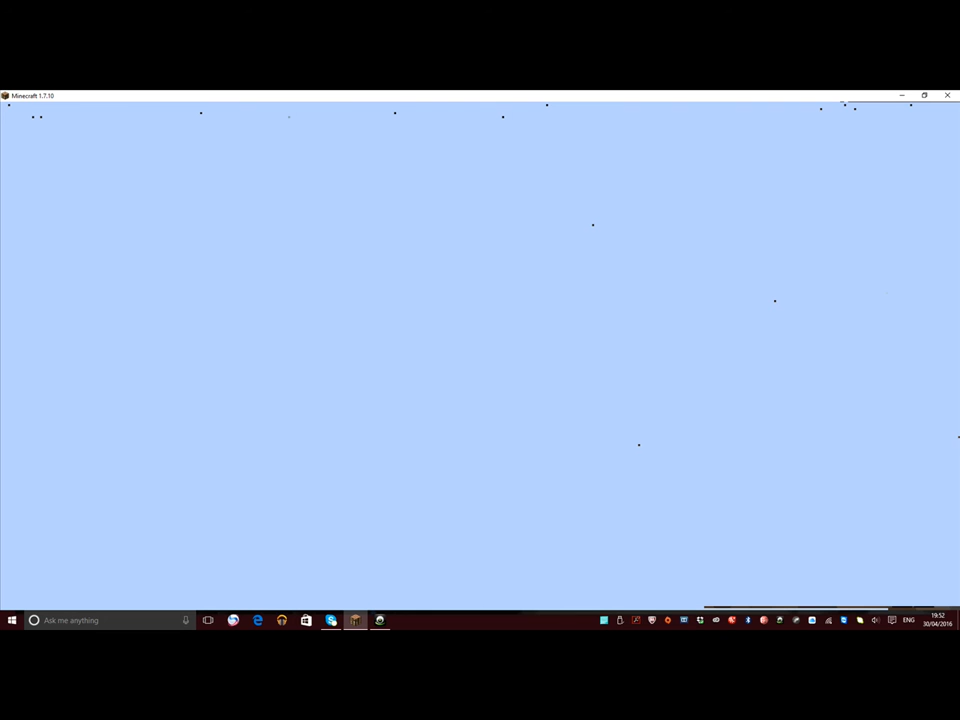 Minecraft 1.7.10
Ask me anything
ENG
19:52
30/04/2016